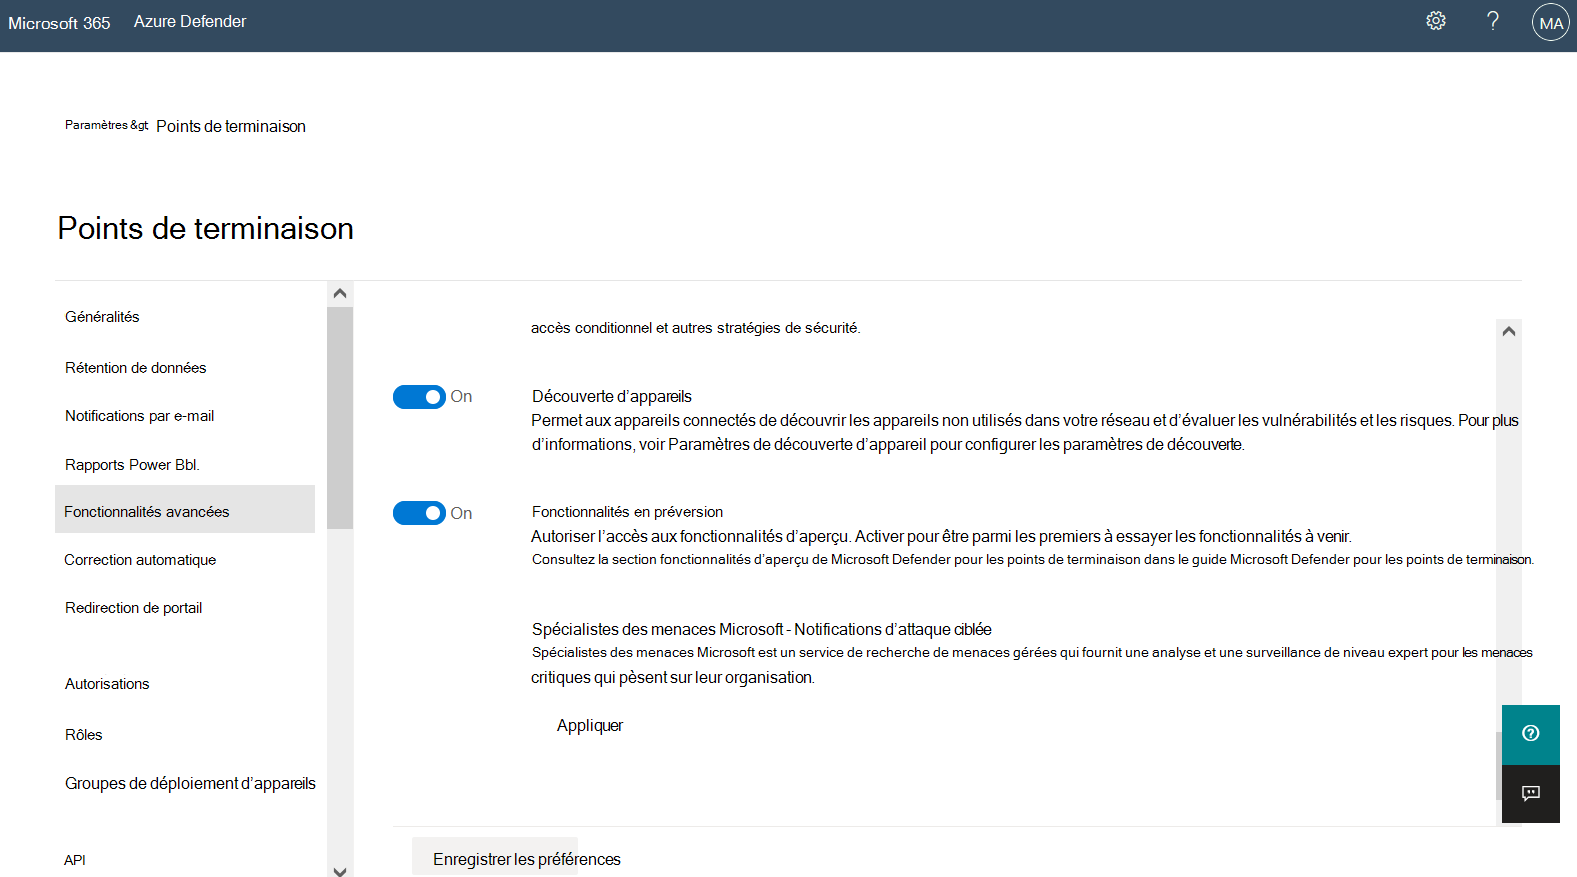 Microsoft 365 Azure Defender
MA
Paramètres &gt Points de terminaison
Points de terminaison
Généralités
Rétention de données
Notifications par e-mail
Rapports Power Bbl.
Fonctionnalités avancées
Correction automatique
Redirection de portail
Autorisations
Rôles
Groupes de déploiement d’appareils
API
accès conditionnel et autres stratégies de sécurité.
On
Découverte d’appareils
Permet aux appareils connectés de découvrir les appareils non utilisés dans votre réseau et d’évaluer les vulnérabilités et les risques. Pour plus
d’informations, voir Paramètres de découverte d’appareil pour configurer les paramètres de découverte.
On
Fonctionnalités en préversion
Autoriser l’accès aux fonctionnalités d’aperçu. Activer pour être parmi les premiers à essayer les fonctionnalités à venir.
Consultez la section fonctionnalités d’aperçu de Microsoft Defender pour les points de terminaison dans le guide Microsoft Defender pour les points de terminaison.
Spécialistes des menaces Microsoft - Notifications d’attaque ciblée
Spécialistes des menaces Microsoft est un service de recherche de menaces gérées qui fournit une analyse et une surveillance de niveau expert pour les menaces
critiques qui pèsent sur leur organisation.
Appliquer
Enregistrer les préférences